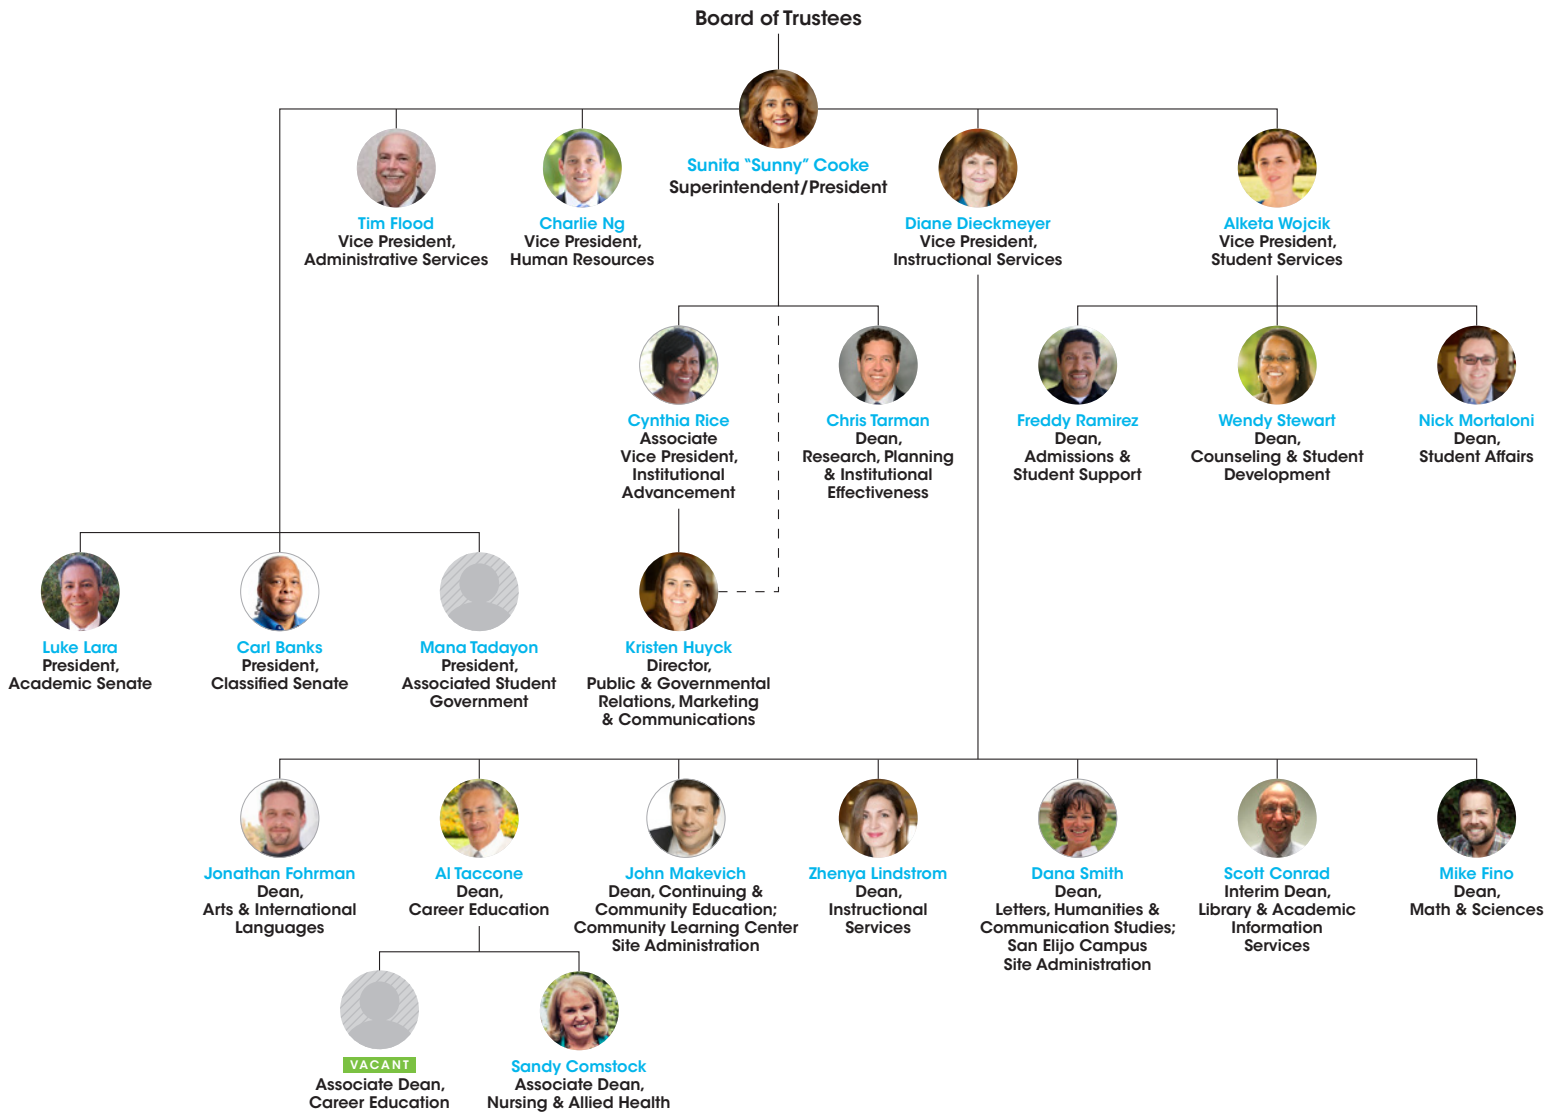 Board of Trustees
Sunita “Sunny” Cooke
Superintendent/President
Tim Flood
Vice President,
Administrative Services
Charlie Ng
Vice President,
Human Resources
Diane Dieckmeyer
Vice President,
Instructional Services
Alketa Wojcik
Vice President,
Student Services
Cynthia Rice
Associate
Vice President,
Institutional
Advancement
Chris Tarman
Dean,
Research, Planning
& Institutional
Effectiveness
Freddy Ramirez
Dean,
Admissions &
Student Support
Wendy Stewart
Dean,
Counseling & Student
Development
Nick Mortaloni
Dean,
Student Affairs
Luke Lara
President,
Academic Senate
Carl Banks
President,
Classified Senate
Mana Tadayon
President,
Associated Student
Government
Kristen Huyck
Director,
Public & Governmental
Relations, Marketing
& Communications
Jonathan Fohrman
Dean,
Arts & International
Languages
Al Taccone
Dean,
Career Education
John Makevich
Dean, Continuing &
Community Education;
Community Learning Center
Site Administration
Zhenya Lindstrom
Dean,
Instructional
Services
Dana Smith
Dean,
Letters, Humanities &
Communication Studies;
San Elijo Campus
Site Administration
Scott Conrad
Interim Dean,
Library & Academic
Information
Services
Mike Fino
Dean,
Math & Sciences
VACANT
Associate Dean,
Career Education
Sandy Comstock
Associate Dean,
Nursing & Allied Health